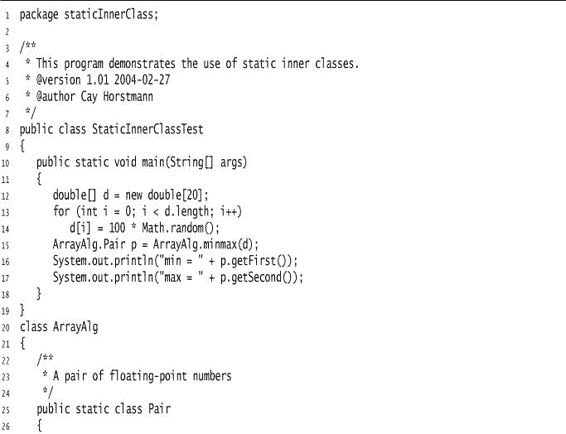 1 package staticInnerClass;
2
3 /**
4  * This program demonstrates the use of static inner classes.
5  * @version 1.01 2004-02-27
6  * @author Cay Horstmann
7  */
8 public class StaticInnerClassTest
9 {
10    public static void main(String[] args)
11    {
12       double[] d = new double[20];
13       for (int i = 0; i < d.length; i++)
14          d[i] = 100 * Math.random();
15       ArrayAlg.Pair p = ArrayAlg.minmax(d);
16       System.out.println("min = " + p.getFirst());
17       System.out.println("max = " + p.getSecond());
18    }
19 }
20 class ArrayAlg
21 {
22    /**
23     * A pair of floating-point numbers
24     */
25    public static class Pair
26    {